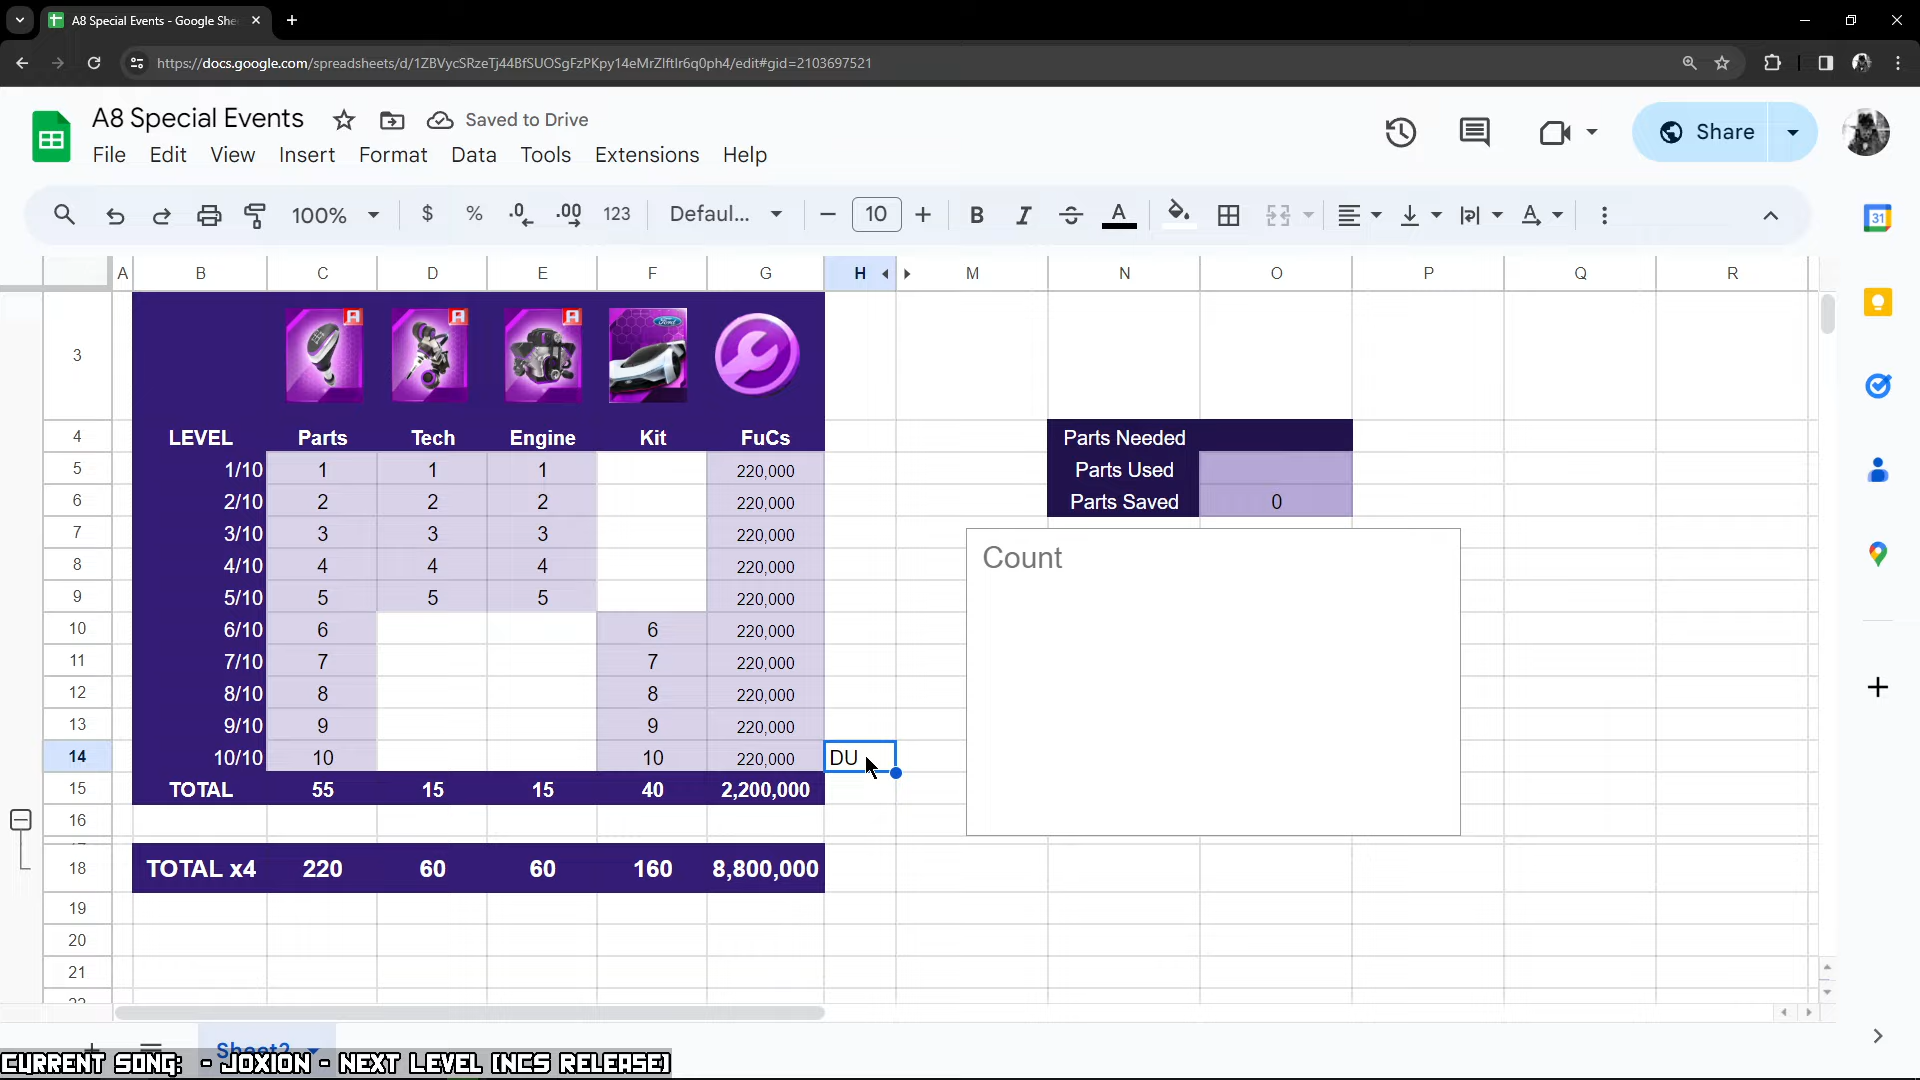 A8 Special Events - Google She
https://docs.google.com/spreadsheets/d/1ZBVycSRzeTj44BfSUOSgFzPKpy14eMrZlftIr6q0ph4/edit#gid=2103697521
A8 Special Events
Saved to Drive
Share
File Edit View Insert Format Data Tools Extensions Help
100% $ % .0 .00 123 Defaul... 10 B I S A A
31
A B C D E G H M N O P Q R
3
Ford
4 LEVEL Parts Tech Engine Kit FuCs Parts Needed
5 1/10 1 1 1 220,000 Parts Used
6 2/10 2 2 2 220,000 Parts Saved 0
7 3/10 3 3 3 220,000
Count
8 4/10 4 4 4 220,000
9 5/10 5 5 5 220,000
10 6/10 6 6 220,000
11 7/10 7 7 220,000
12 8/10 8 8 220,000
13 9/10 9 9 220,000
14 10/10 10 10 220,000 DU
15 TOTAL 55 15 15 40 2,200,000
16
18 TOTAL x4 220 60 60 160 8,800,000
19
20
21
22
Sheet2
CURRENT SONG: - JOXION - NEXT LEVEL [NCS RELEASE]